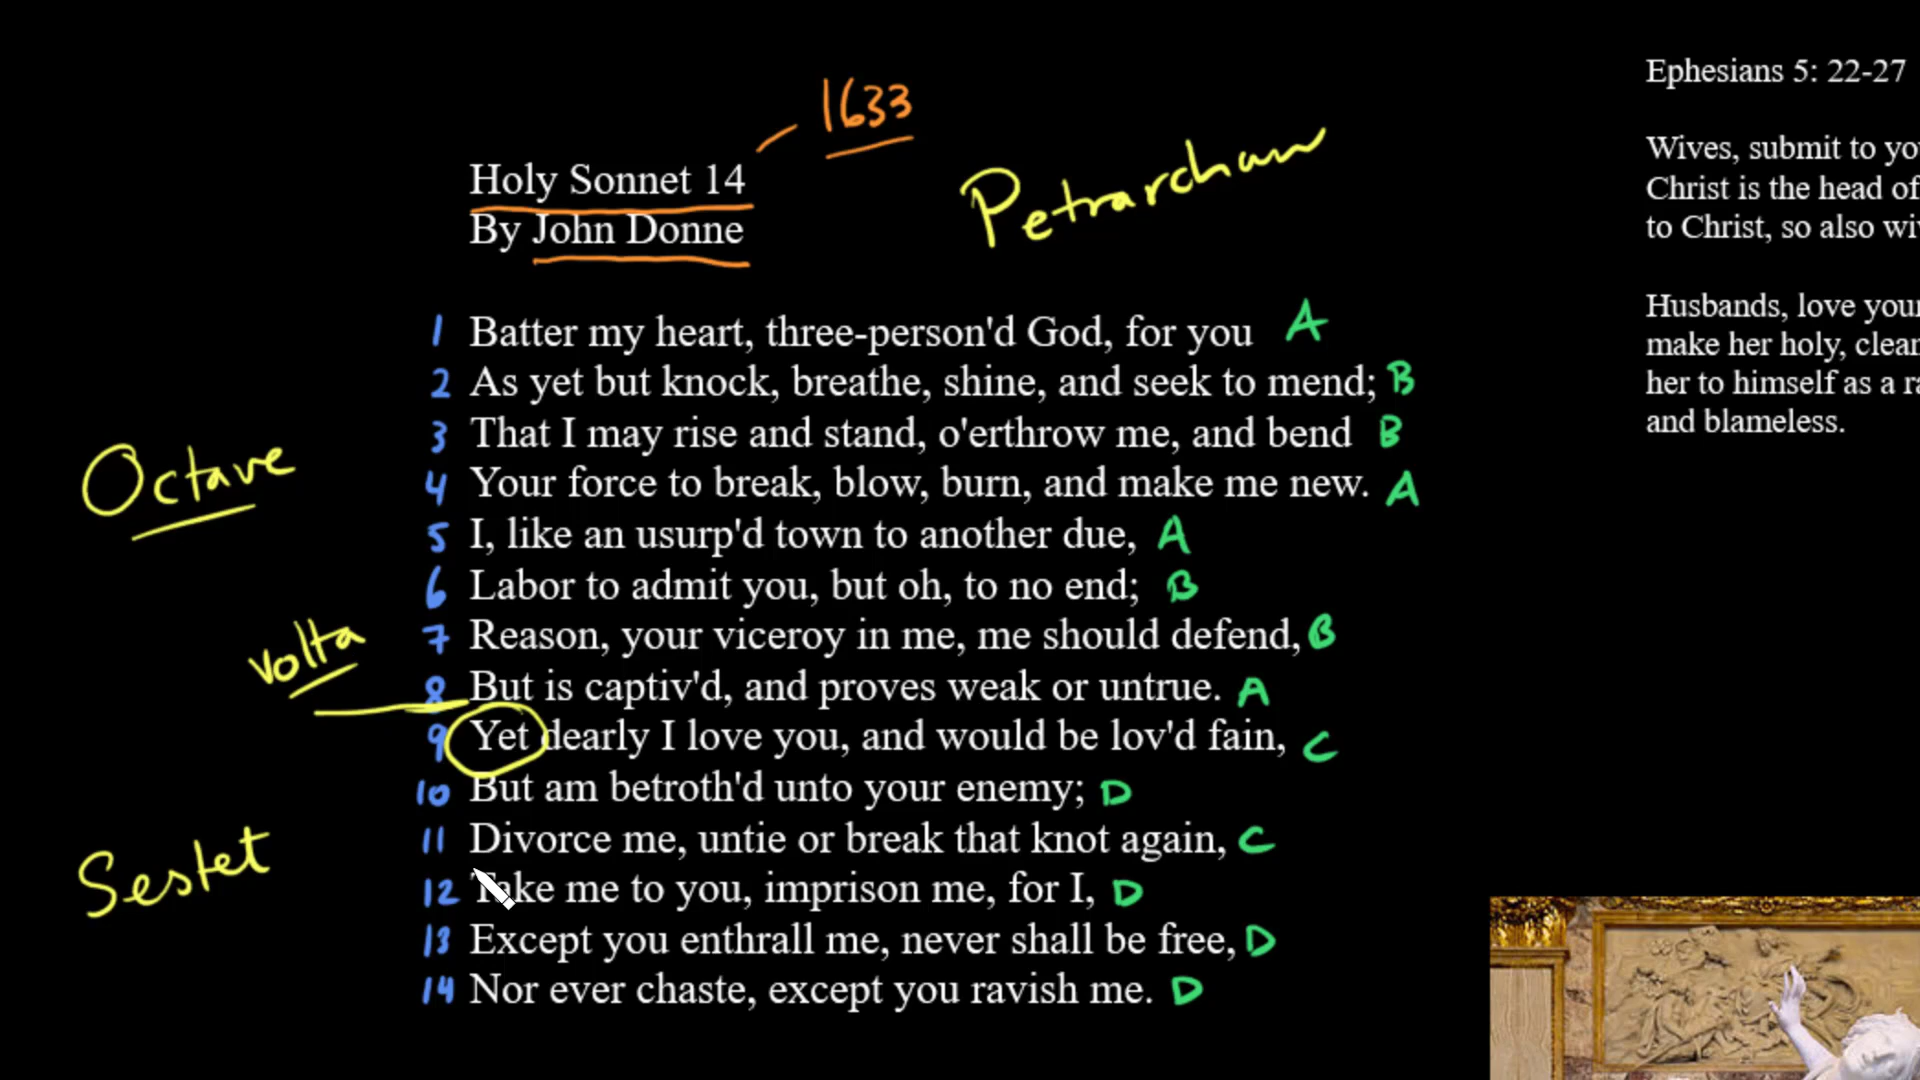 1633
Petrarchan
Holy Sonnet 14
By John Donne
Octave
volta
Sestet
1 Batter my heart, three-person'd God, for you A
2 As yet but knock, breathe, shine, and seek to mend; B
3 That I may rise and stand, o'erthrow me, and bend B
4 Your force to break, blow, burn, and make me new. A
5 I, like an usurp'd town to another due, A
6 Labor to admit you, but oh, to no end; B
7 Reason, your viceroy in me, me should defend, B
8 But is captiv'd, and proves weak or untrue. A
9 Yet dearly I love you, and would be lov'd fain, C
10 But am betroth'd unto your enemy; D
11 Divorce me, untie or break that knot again, C
12 Take me to you, imprison me, for I, D
13 Except you enthrall me, never shall be free, D
14 Nor ever chaste, except you ravish me. D
Ephesians 5: 22-27
Wives, submit to yo
Christ is the head of
to Christ, so also wi
Husbands, love your
make her holy, clean
her to himself as a ra
and blameless.